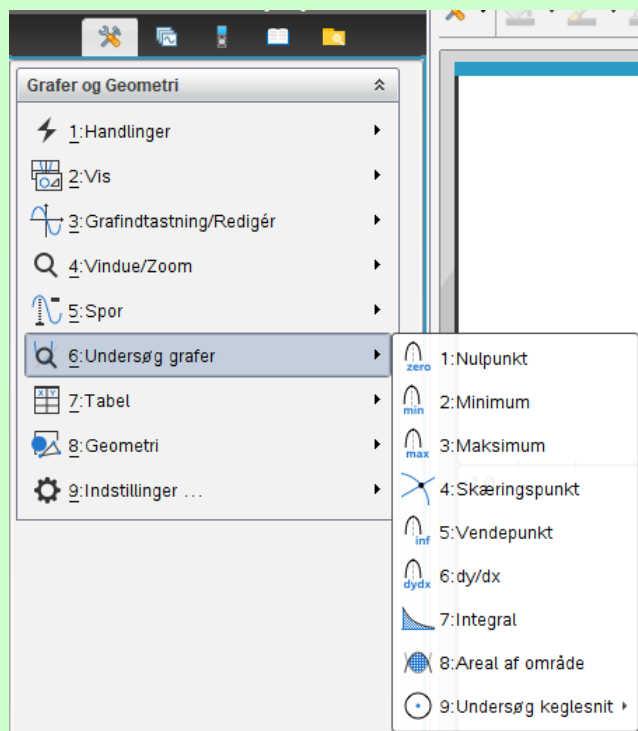 Grafer og Geometri
1:Handlinger
2:Vis
3:Grafindtastning/Redigér
4:Vindue/Zoom
5:Spor
6:Undersøg grafer
7:Tabel
8:Geometri
9:Indstillinger ...
zero 1:Nulpunkt
min 2:Minimum
max 3:Maksimum
4:Skæringspunkt
inf 5:Vendepunkt
dydx 6:dy/dx
7:Integral
8:Areal af område
9:Undersøg keglesnit